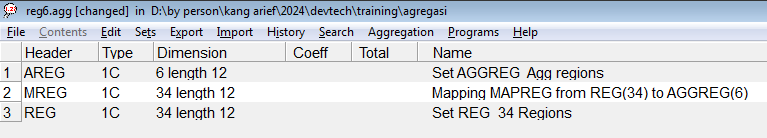 reg6.agg [changed] in D:\by person\kang arief\2024\devtech\training\agregasi
File Contents Edit Sets Export Import History Search Aggregation Programs Help
Header Type Dimension Coeff Total Name
1 AREG 1C 6 length 12 Set AGGREG Agg regions
2 MREG 1C 34 length 12 Mapping MAPREG from REG(34) to AGGREG(6)
3 REG 1C 34 length 12 Set REG 34 Regions